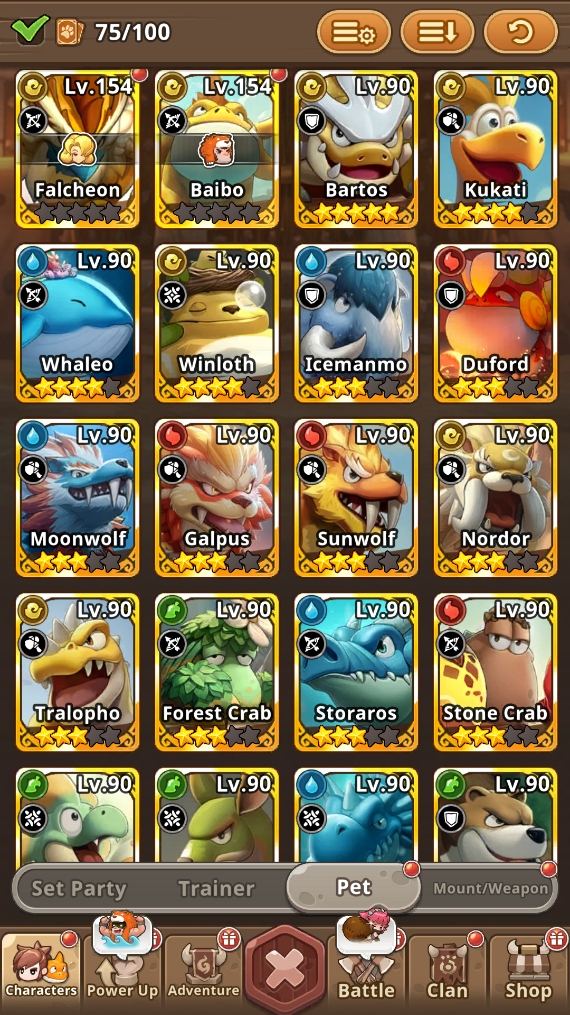 75/100
Lv.154 Lv.154 Lv.90 Lv.90
Falcheon Baibo Bartos Kukati
Lv.90 Lv.90 Lv.90 Lv.90
Whaleo Winloth Icemanmo Duford
Lv.90 Lv.90 Lv.90 Lv.90
Moonwolf Galpus Sunwolf Nordor
Lv.90 Lv.90 Lv.90 Lv.90
Tralopho Forest Crab Storaros Stone Crab
Lv.90 Lv.90 Lv.90 Lv.90
Set Party Trainer Pet Mount/Weapon
Characters Power Up Adventure Battle Clan Shop